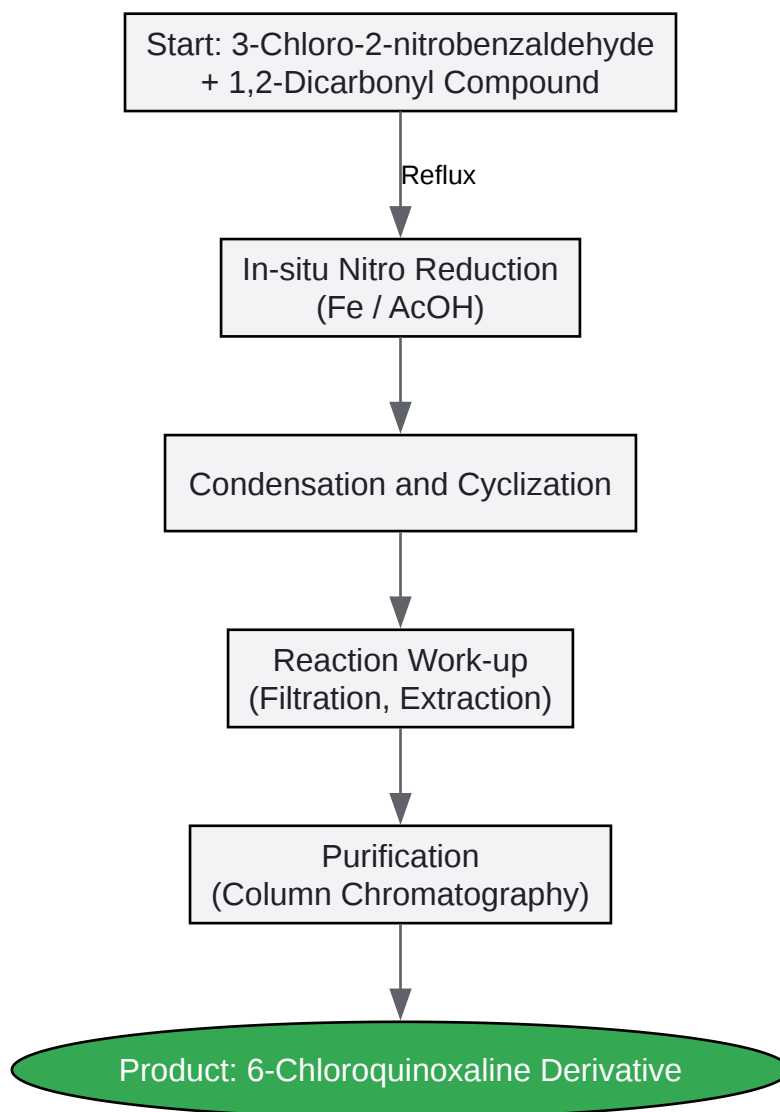 Start: 3-Chloro-2-nitrobenzaldehyde
+ 1,2-Dicarbonyl Compound
Reflux
In-situ Nitro Reduction
(Fe / AcOH)
Condensation and Cyclization
Reaction Work-up
(Filtration, Extraction)
Purification
(Column Chromatography)
Product: 6-Chloroquinoxaline Derivative